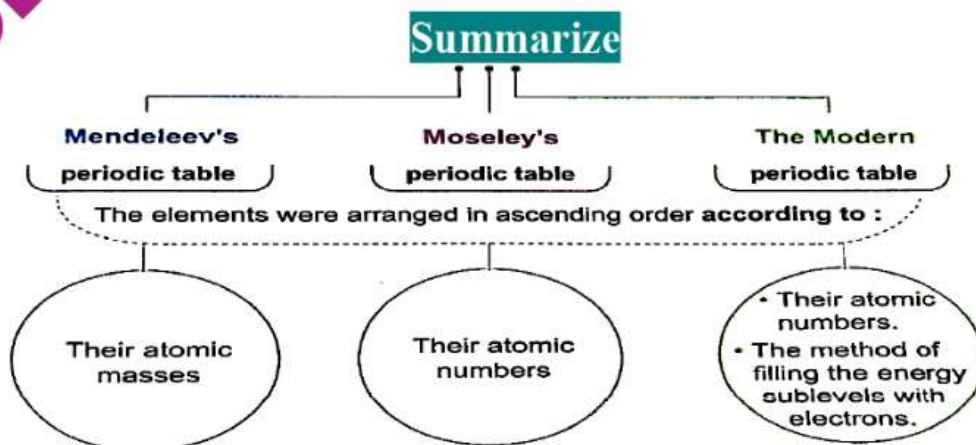 Summarize
Mendeleev's
periodic table
Moseley's
periodic table
The Modern
periodic table
The elements were arranged in ascending order according to :
Their atomic
masses
Their atomic
numbers
• Their atomic
numbers.
• The method of
filling the energy
sublevels with
electrons.